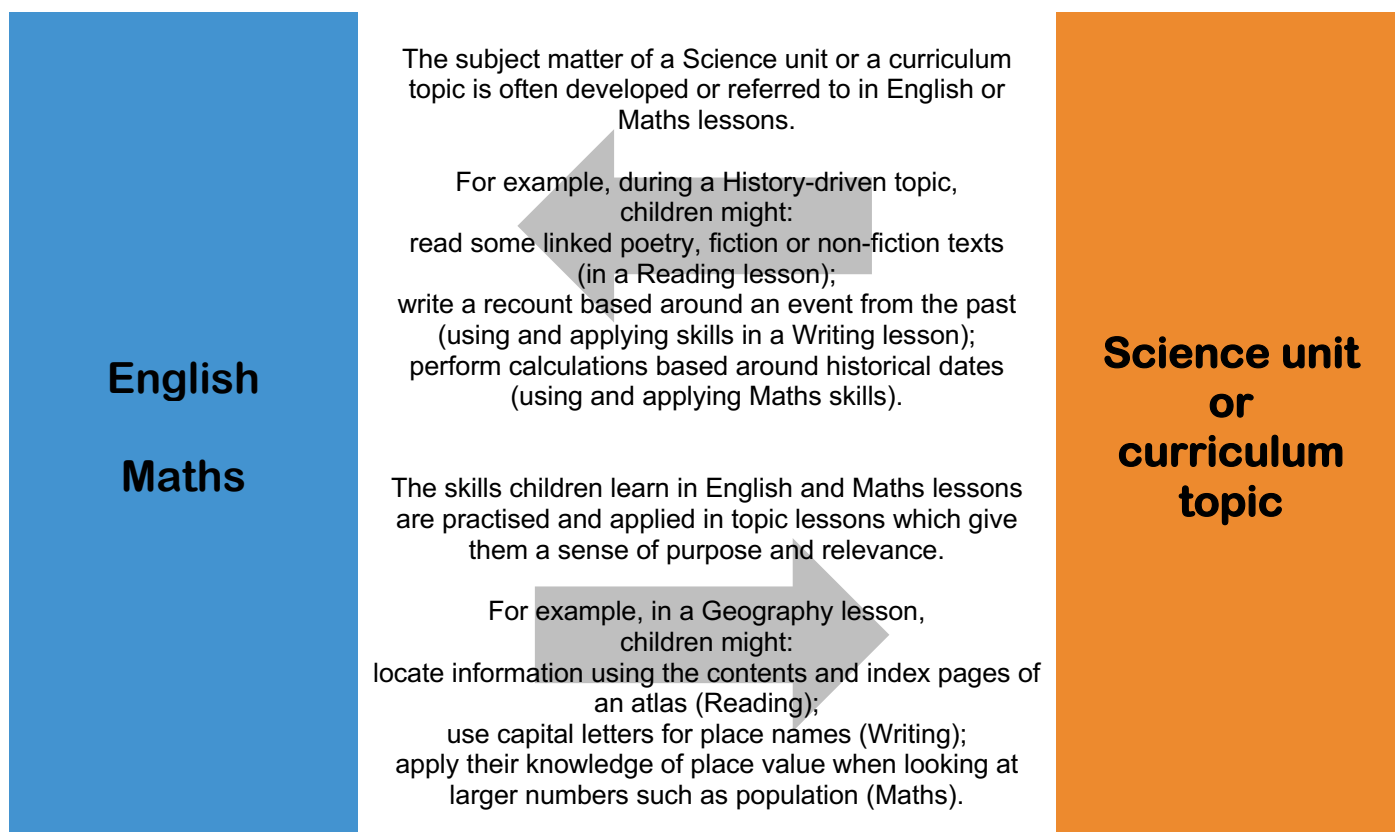 English
Maths
The subject matter of a Science unit or a curriculum
topic is often developed or referred to in English or
Maths lessons.
For example, during a History-driven topic,
children might:
read some linked poetry, fiction or non-fiction texts
(in a Reading lesson);
write a recount based around an event from the past
(using and applying skills in a Writing lesson);
perform calculations based around historical dates
(using and applying Maths skills).
The skills children learn in English and Maths lessons
are practised and applied in topic lessons which give
them a sense of purpose and relevance.
For example, in a Geography lesson,
children might:
locate information using the contents and index pages of
an atlas (Reading);
use capital letters for place names (Writing);
apply their knowledge of place value when looking at
larger numbers such as population (Maths).
Science unit
or
curriculum
topic